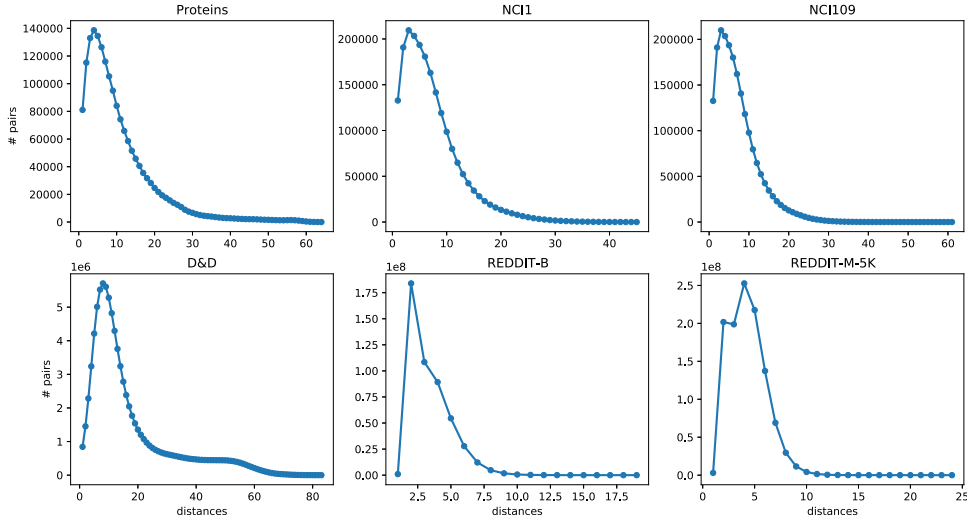 Proteins
140000
120000
100000
80000
60000
40000
20000
0
# pairs
0 10 20 30 40 50 60
NCI1
200000
150000
100000
50000
0
0 10 20 30 40
NCI109
200000
150000
100000
50000
0
0 10 20 30 40 50 60
D&D
1e6
5
4
3
2
1
0
# pairs
0 20 40 60 80
distances
REDDIT-B
1e8
1.75
1.50
1.25
1.00
0.75
0.50
0.25
0.00
2.5 5.0 7.5 10.0 12.5 15.0 17.5
distances
REDDIT-M-5K
1e8
2.5
2.0
1.5
1.0
0.5
0.0
0 5 10 15 20 25
distances